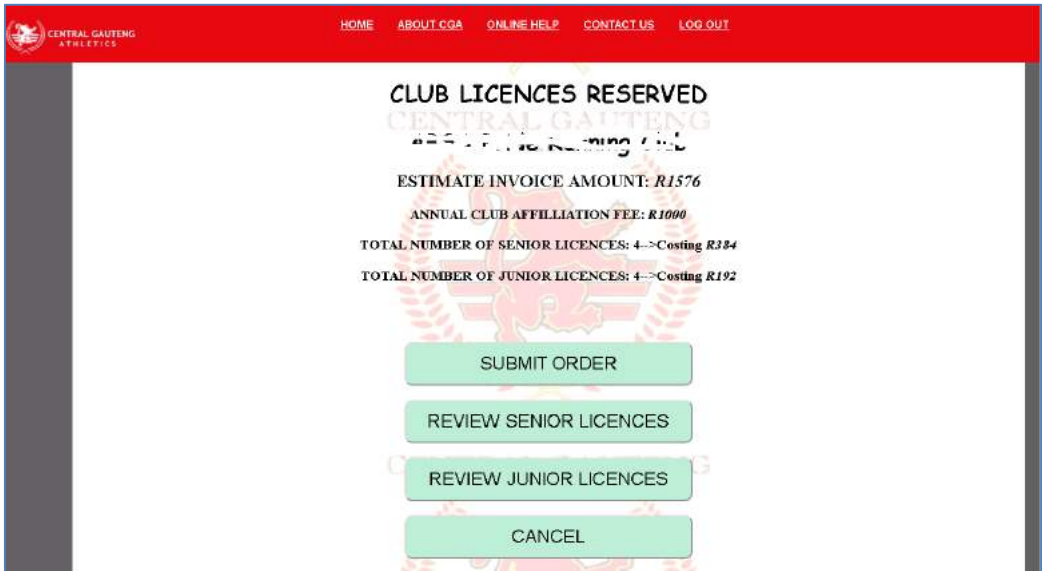 CENTRAL GAUTENG
ATHLETICS
HOME ABOUT CGA ONLINE HELP CONTACT US LOG OUT
CLUB LICENCES RESERVED
CENTRAL GAUTENG
ESTIMATE INVOICE AMOUNT: R1576
ANNUAL CLUB AFFILLIATION FEE: R1000
TOTAL NUMBER OF SENIOR LICENCES: 4-->Costing R384
TOTAL NUMBER OF JUNIOR LICENCES: 4-->Costing R192
SUBMIT ORDER
REVIEW SENIOR LICENCES
REVIEW JUNIOR LICENCES
CANCEL